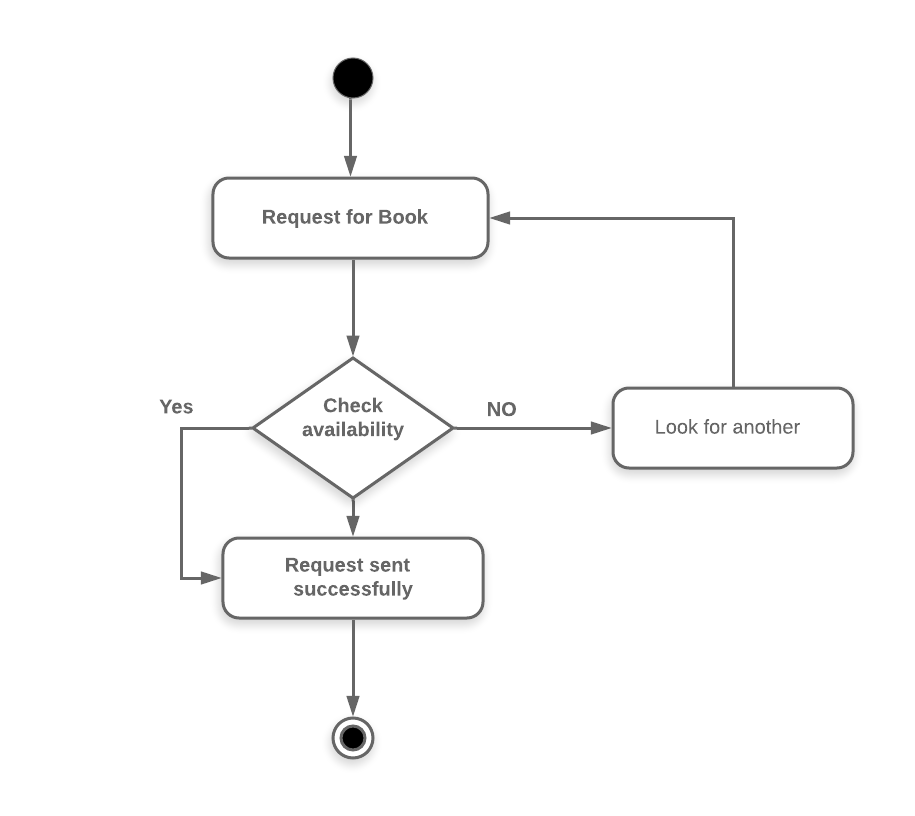 Request for Book
Yes
Check
availability
NO
Look for another
Request sent
successfully